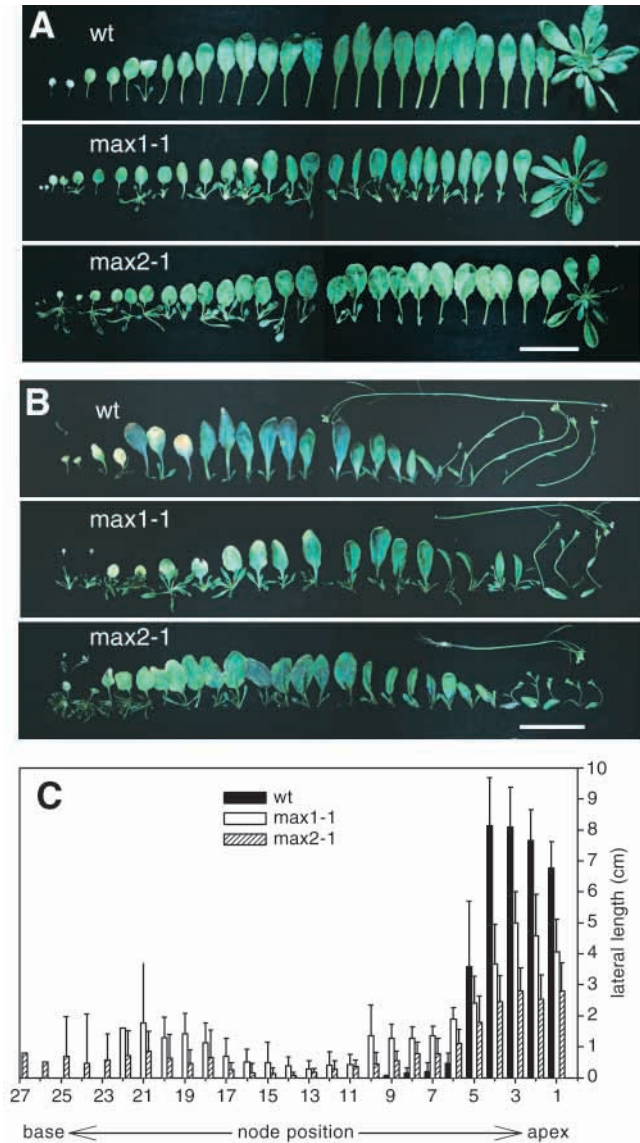 A
wt
max1-1
max2-1
B
wt
max1-1
max2-1
C
wt
max1-1
max2-1
10
9
8
7
6
5
4
3
2
1
0
lateral length (cm)
27 25 23 21 19 17 15 13 11 9 7 5 3 1
base node position apex